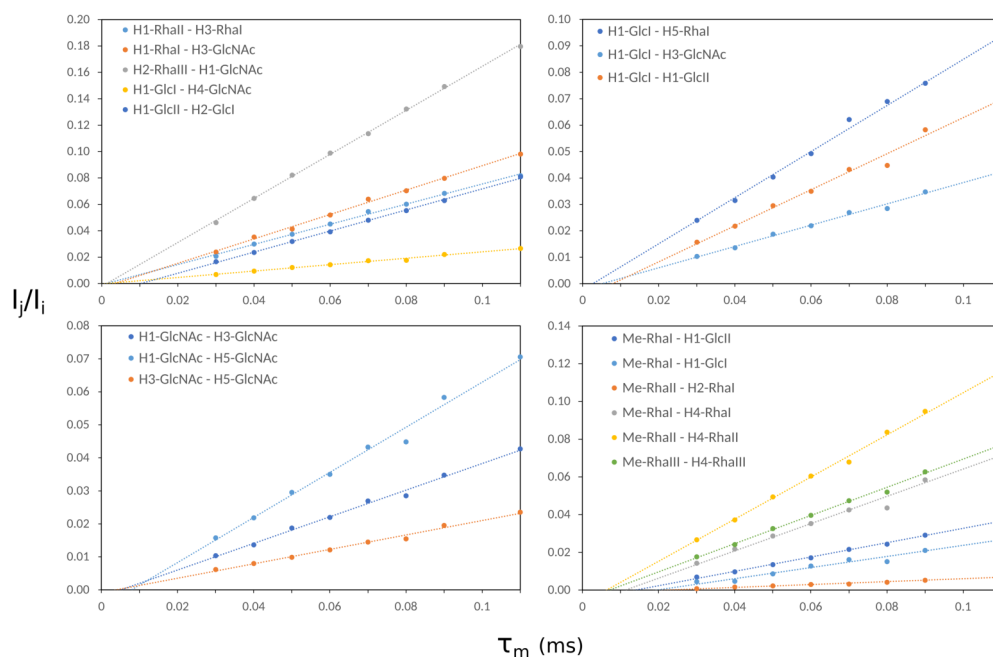 0.20
0.18
0.16
0.14
0.12
0.10
0.08
0.06
0.04
0.02
0.00
H1-RhaII - H3-RhaI
H1-RhaI - H3-GlcNAc
H2-RhaIII - H1-GlcNAc
H1-GlcI - H4-GlcNAc
H1-GlcII - H2-GlcI
0 0.02 0.04 0.06 0.08 0.1
0.10
0.09
0.08
0.07
0.06
0.05
0.04
0.03
0.02
0.01
0.00
H1-GlcI - H5-RhaI
H1-GlcI - H3-GlcNAc
H1-GlcI - H1-GlcII
0 0.02 0.04 0.06 0.08 0.1
Ij/Ii
0.08
0.07
0.06
0.05
0.04
0.03
0.02
0.01
0.00
H1-GlcNAc - H3-GlcNAc
H1-GlcNAc - H5-GlcNAc
H3-GlcNAc - H5-GlcNAc
0 0.02 0.04 0.06 0.08 0.1
0.14
0.12
0.10
0.08
0.06
0.04
0.02
0.00
Me-RhaI - H1-GlcII
Me-RhaI - H1-GlcI
Me-RhaII - H2-RhaI
Me-RhaI - H4-RhaI
Me-RhaII - H4-RhaII
Me-RhaIII - H4-RhaIII
0 0.02 0.04 0.06 0.08 0.1
τm (ms)